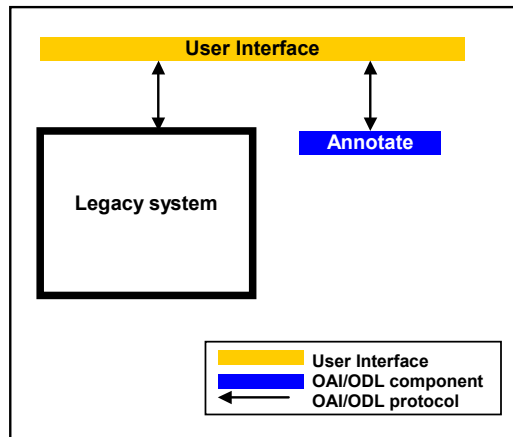 User Interface
Annotate
Legacy system
User Interface
OAI/ODL component
OAI/ODL protocol